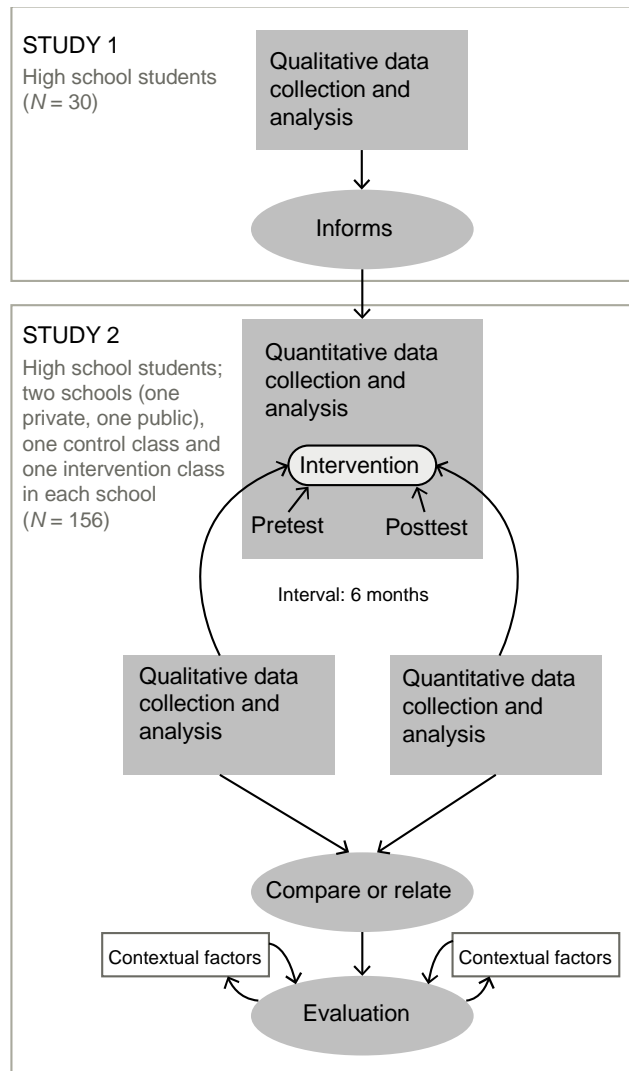 STUDY 1
High school students
(N = 30)
Qualitative data
collection and
analysis
Informs
STUDY 2
High school students;
two schools (one
private, one public),
one control class and
one intervention class
in each school
(N = 156)
Quantitative data
collection and
analysis
Intervention
Pretest
Posttest
Interval: 6 months
Qualitative data
collection and
analysis
Quantitative data
collection and
analysis
Compare or relate
Contextual factors
Contextual factors
Evaluation